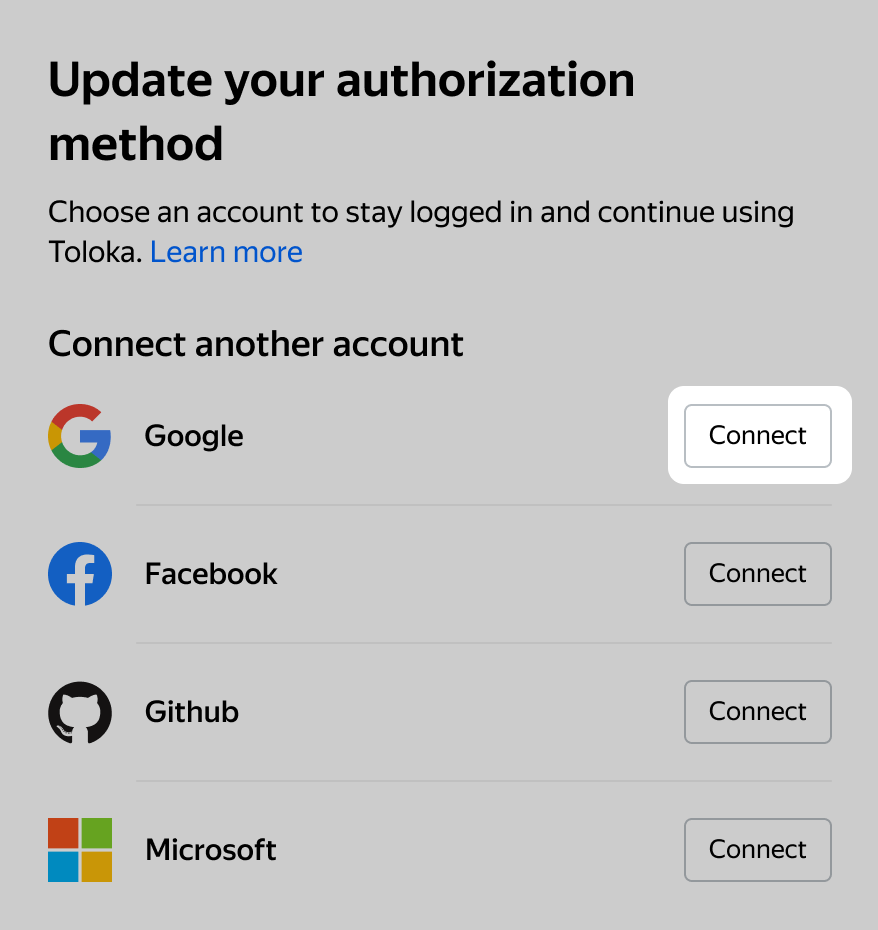 Update your authorization
method
Choose an account to stay logged in and continue using
Toloka. Learn more
Connect another account
Google Connect
Facebook Connect
Github Connect
Microsoft Connect